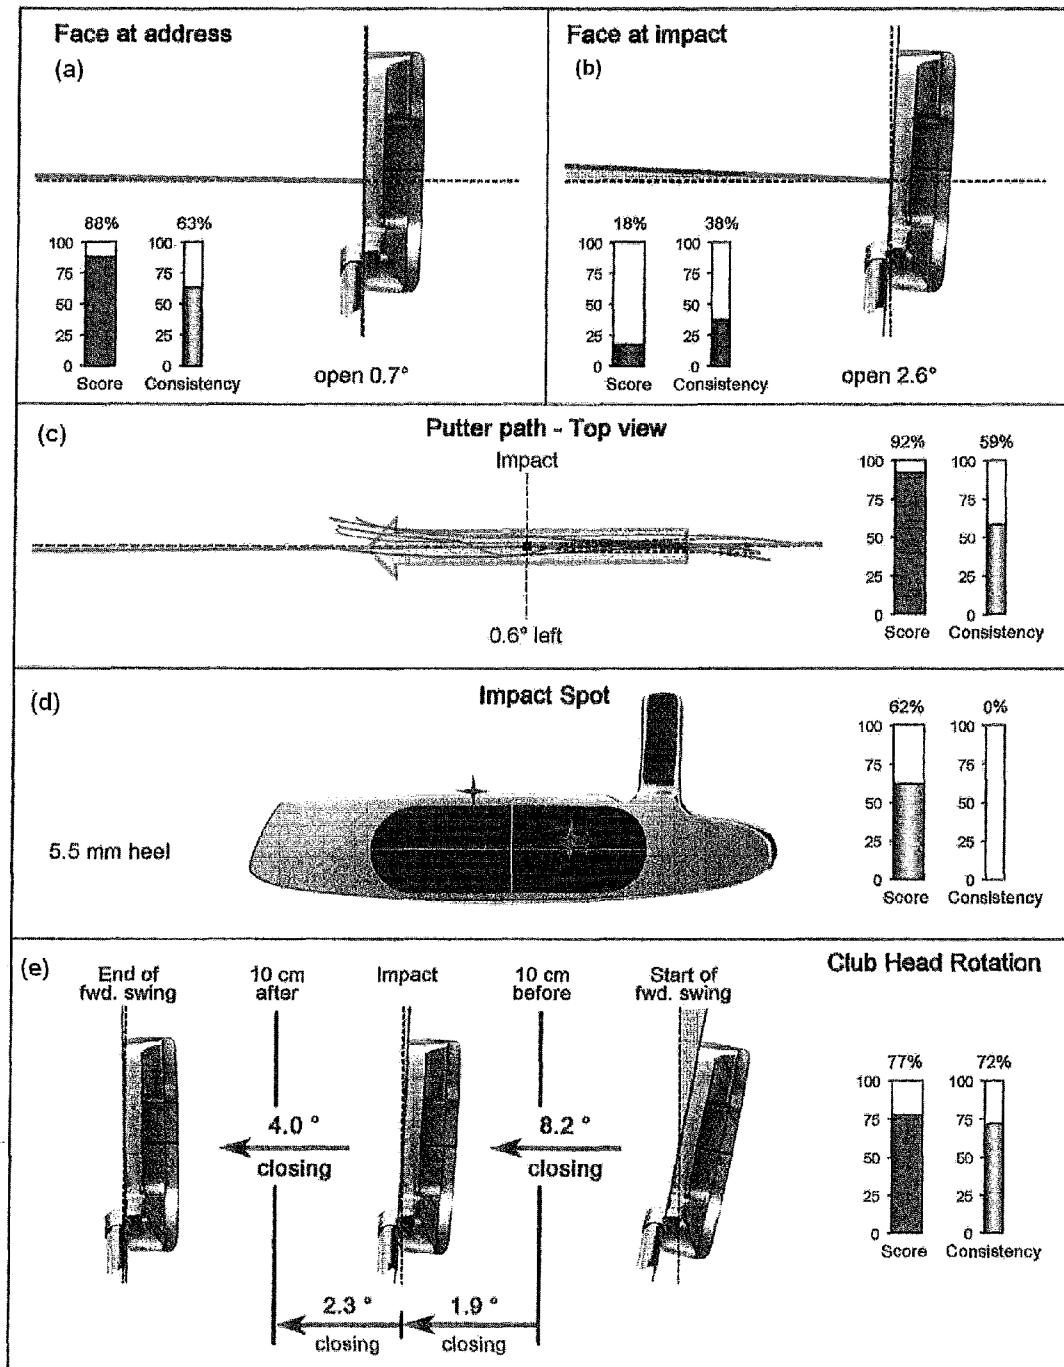 Face at address
(a)
88%
63%
100
75
50
25
0
100
75
50
25
0
Score
Consistency
open 0.7°
Face at impact
(b)
18%
38%
100
75
50
25
0
100
75
50
25
0
Score
Consistency
open 2.6°
(c)
Putter path - Top view
Impact
0.6° left
92%
59%
100
75
50
25
0
100
75
50
25
0
Score
Consistency
(d)
Impact Spot
5.5 mm heel
62%
0%
100
75
50
25
0
100
75
50
25
0
Score
Consistency
(e)
Club Head Rotation
End of
fwd. swing
10 cm
after
Impact
10 cm
before
Start of
fwd. swing
4.0 °
closing
8.2 °
closing
2.3 °
closing
1.9 °
closing
77%
72%
100
75
50
25
0
100
75
50
25
0
Score
Consistency